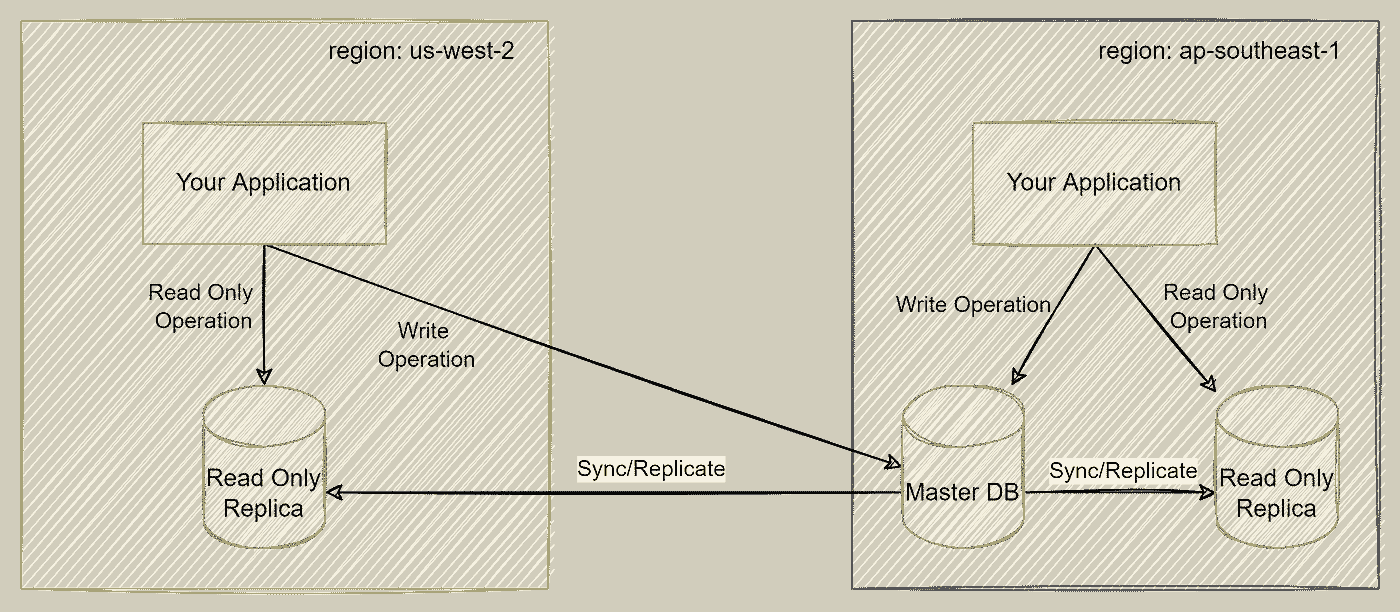 region: us-west-2
region: ap-southeast-1
Your Application
Your Application
Read Only
Operation
Write
Operation
Write Operation
Read Only
Operation
Sync/Replicate
Sync/Replicate
Read Only
Replica
Master DB
Read Only
Replica